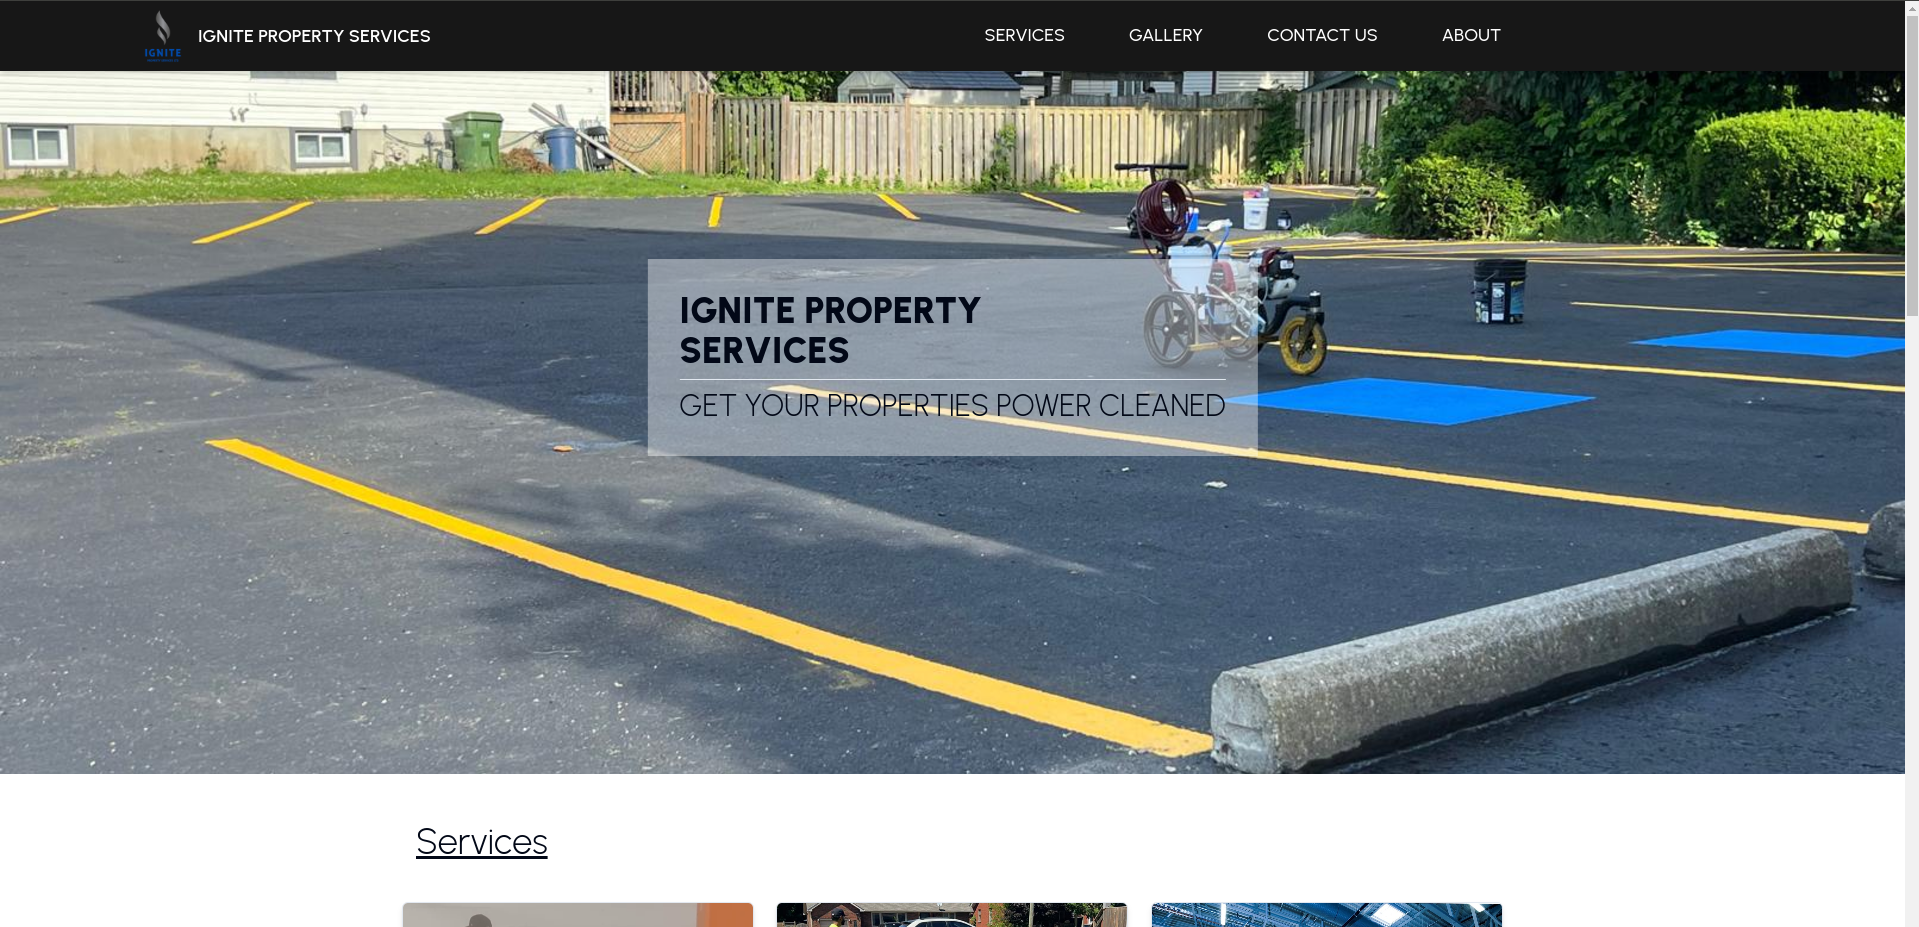 IGNITE
IGNITE PROPERTY SERVICES
SERVICES
GALLERY
CONTACT US
ABOUT
IGNITE PROPERTY
SERVICES
GET YOUR PROPERTIES POWER CLEANED
Services